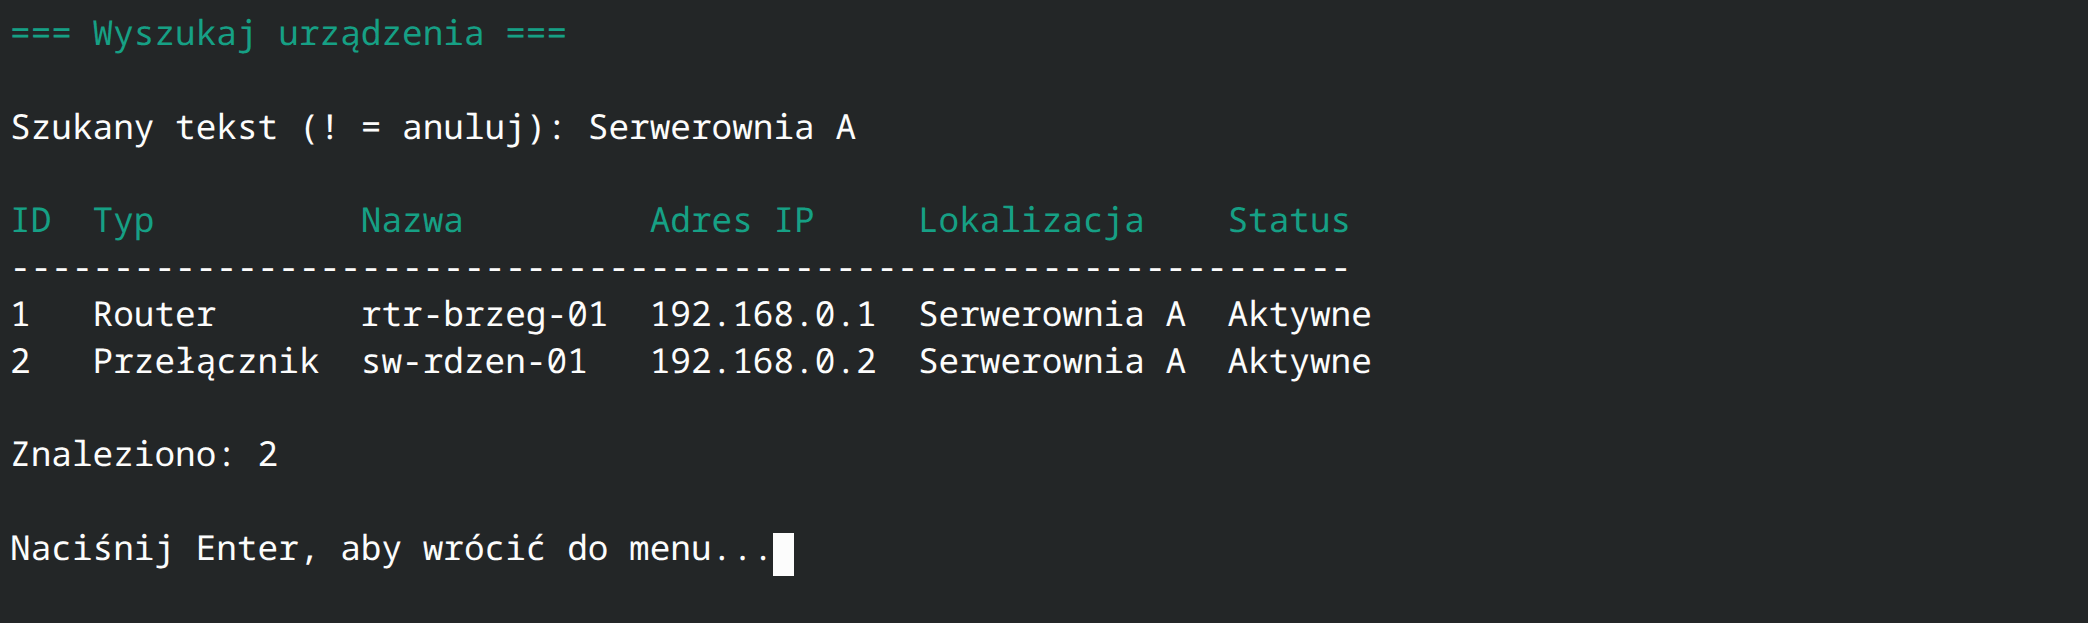 === Wyszukaj urządzenia ===
Szukany tekst (! = anuluj): Serwerownia A
ID  Typ          Nazwa         Adres IP     Lokalizacja    Status
-----------------------------------------------------------------
1   Router       rtr-brzeg-01  192.168.0.1  Serwerownia A  Aktywne
2   Przełącznik  sw-rdzen-01   192.168.0.2  Serwerownia A  Aktywne
Znaleziono: 2
Naciśnij Enter, aby wrócić do menu...